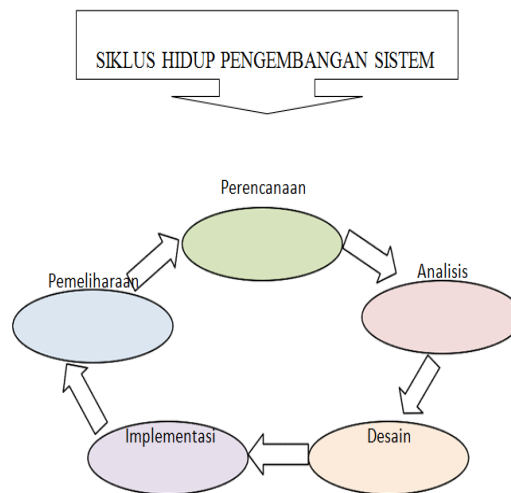 SIKLUS HIDUP PENGEMBANGAN SISTEM
Perencanaan
Analisis
Pemeliharaan
Implementasi
Desain